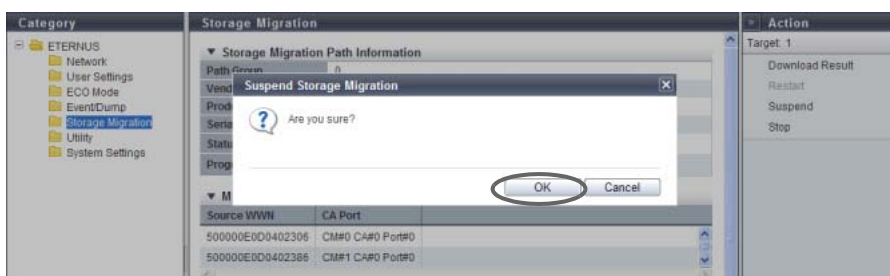 Category
ETERNUS
Network
User Settings
ECO Mode
Event/Dump
Storage Migration
Utility
System Settings
Storage Migration
▼ Storage Migration Path Information
Path Group 0
Suspend Storage Migration
Are you sure?
OK Cancel
Source WWN CA Port
500000E0D0402306 CM#0 CA#0 Port#0
500000E0D0402386 CM#1 CA#0 Port#0
Action
Target: 1
Download Result
Restart
Suspend
Stop